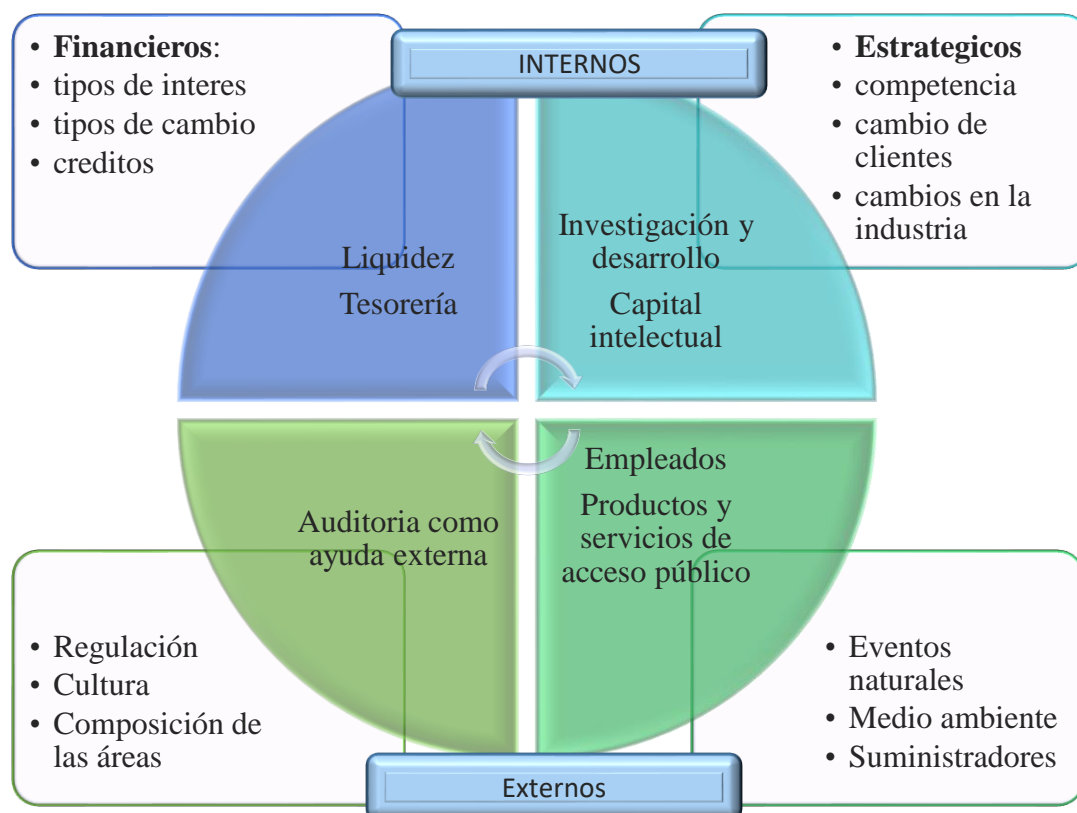 INTERNOS
• Financieros:
• tipos de interes
• tipos de cambio
• creditos
• Estrategicos
• competencia
• cambio de
clientes
• cambios en la
industria
Liquidez
Tesorería
Investigación y
desarrollo
Capital
intelectual
Auditoria como
ayuda externa
Empleados
Productos y
servicios de
acceso público
• Regulación
• Cultura
• Composición de
las áreas
• Eventos
naturales
• Medio ambiente
• Suministradores
Externos